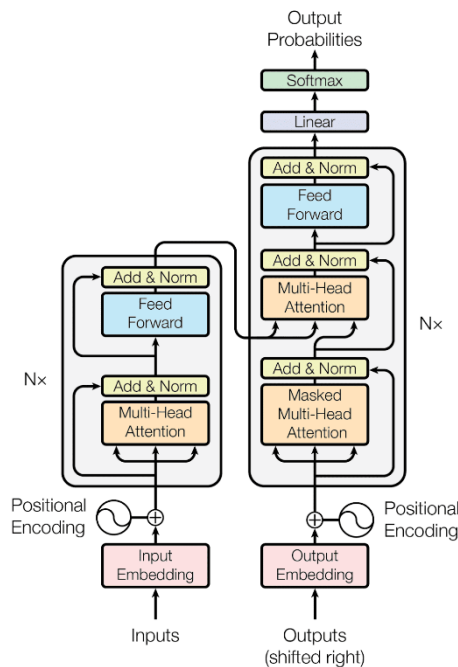 Output
Probabilities
Softmax
Linear
Add & Norm
Feed
Forward
Add & Norm
Multi-Head
Attention
N×
Add & Norm
Masked
Multi-Head
Attention
Positional
Encoding
Output
Embedding
Outputs
(shifted right)
Add & Norm
Feed
Forward
N×
Add & Norm
Multi-Head
Attention
Positional
Encoding
Input
Embedding
Inputs